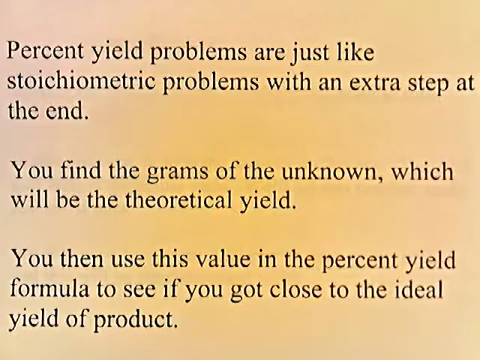 Percent yield problems are just like
stoichiometric problems with an extra step at
the end.
You find the grams of the unknown, which
will be the theoretical yield.
You then use this value in the percent yield
formula to see if you got close to the ideal
yield of product.